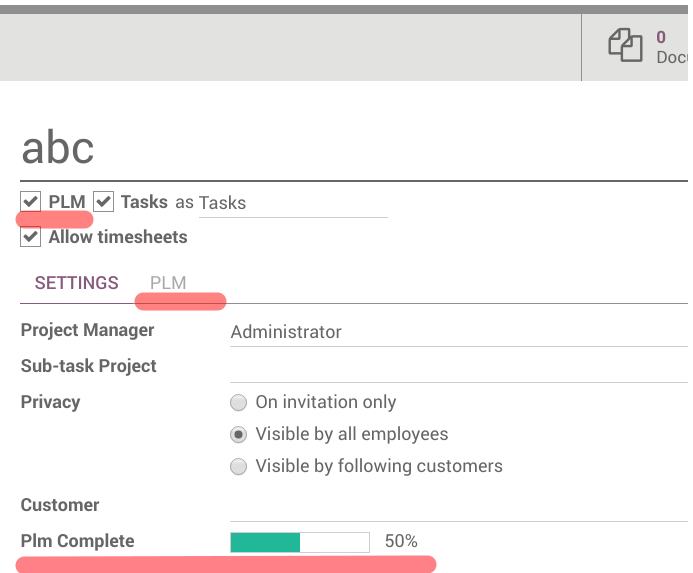 0
abc
PLM Tasks as Tasks
Allow timesheets
SETTINGS PLM
Project Manager Administrator
Sub-task Project
Privacy On invitation only
Visible by all employees
Visible by following customers
Customer
Plm Complete 50%